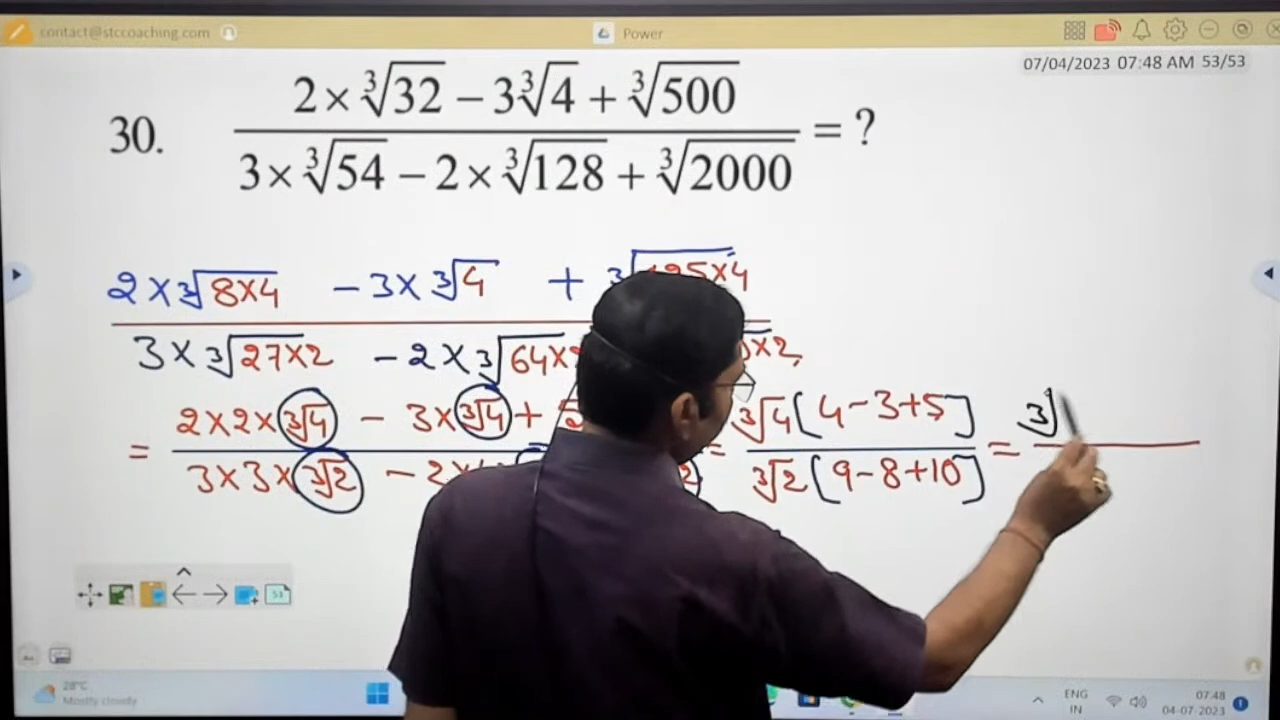 contact@stccoaching.com
Power
07/04/2023 07:48 AM 53/53
30. (2 × ∛32 − 3∛4 + ∛500) / (3 × ∛54 − 2 × ∛128 + ∛2000) = ?
2 × ∛(8×4) − 3 × ∛4 + ∛(125×4)
3 × ∛(27×2) − 2 × ∛(64× ×2
= 2×2×∛4 − 3×∛4 + = ∛4[4−3+5] = ∛
3×3×∛2 − 2× 2 ∛2[9−8+10]
53
28°C
Mostly cloudy
ENG
IN
07:48
04-07-2023